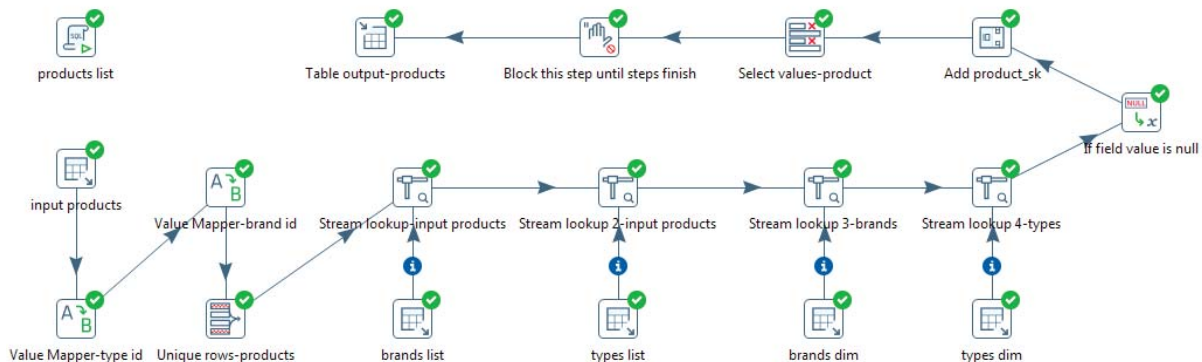 SQL
products list
Table output-products
Block this step until steps finish
Select values-product
ID
Add product_sk
NULL
x
If field value is null
input products
A
B
Value Mapper-brand id
Stream lookup-input products
Stream lookup 2-input products
Stream lookup 3-brands
Stream lookup 4-types
i
i
i
i
A
B
Value Mapper-type id
Unique rows-products
brands list
types list
brands dim
types dim